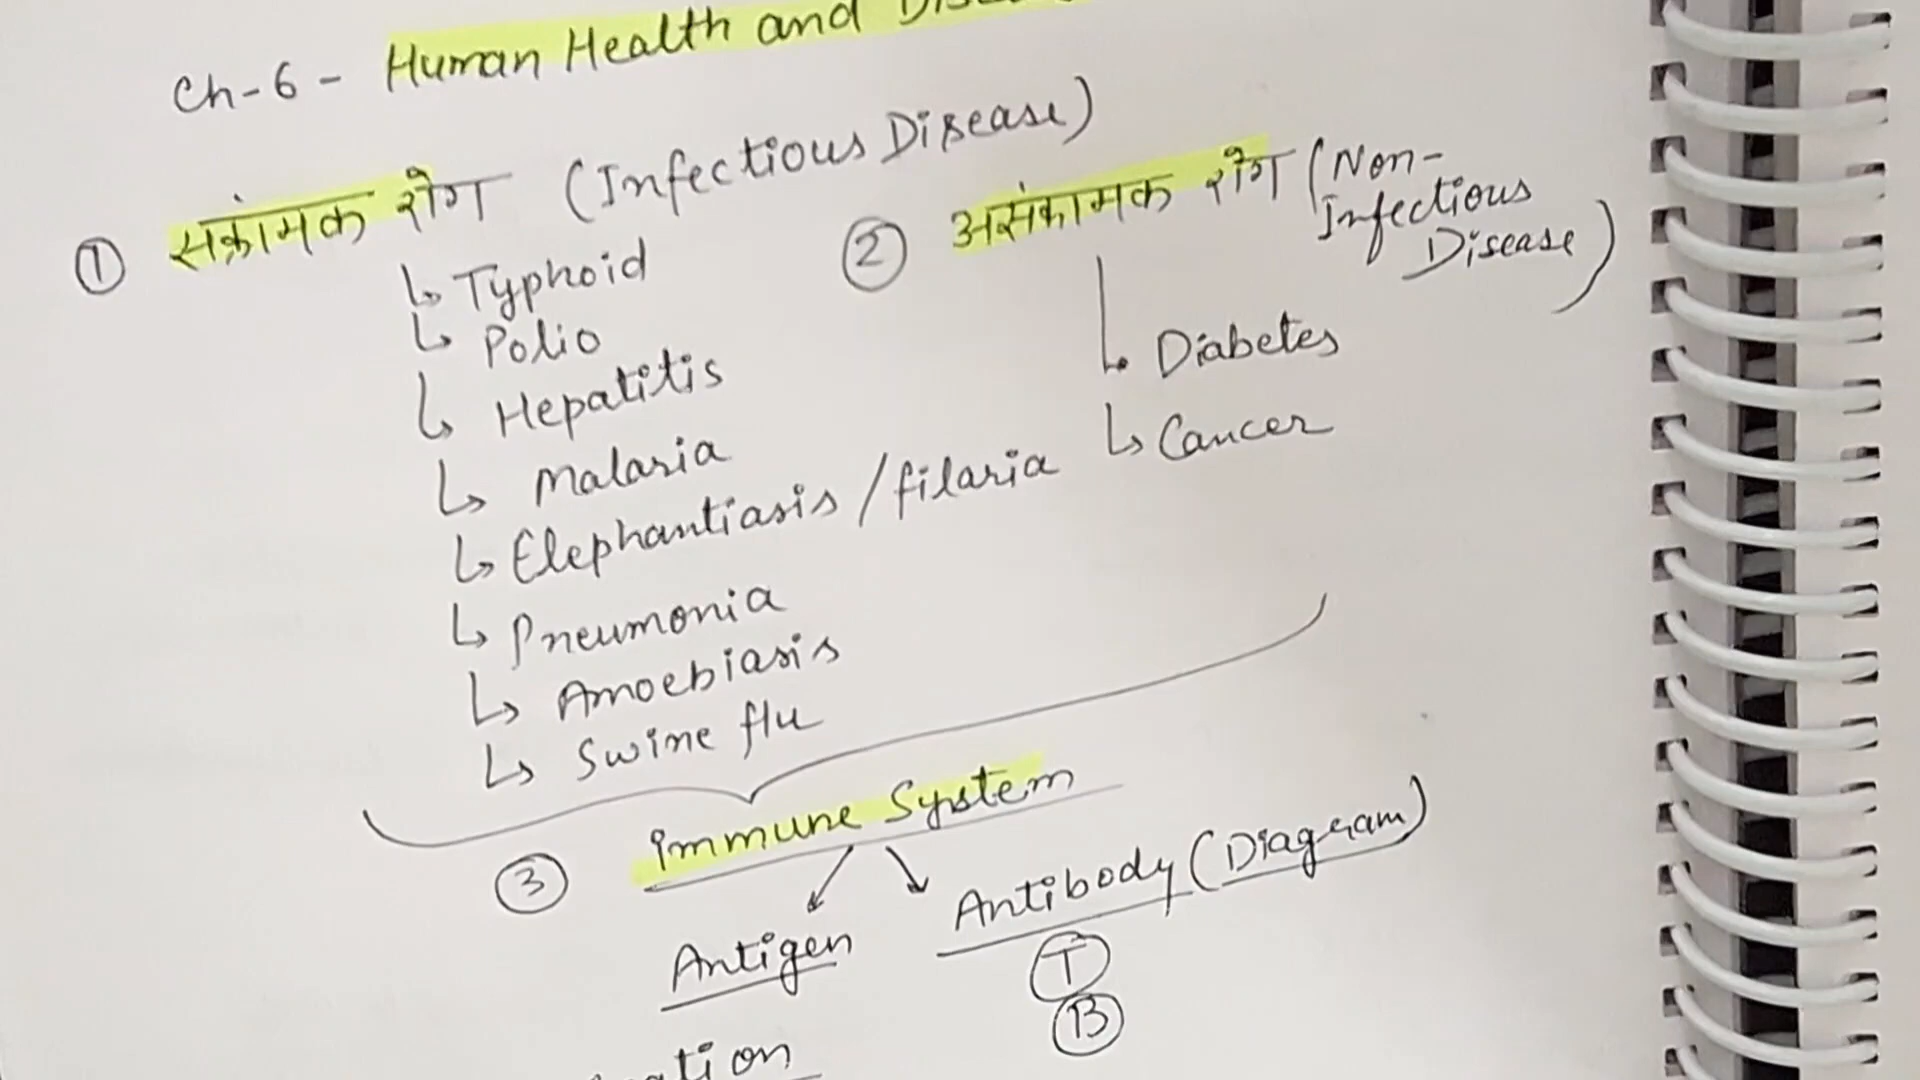 Ch-6 - Human Health and
① संक्रामक रोग (Infectious Disease)
↳ Typhoid
↳ Polio
↳ Hepatitis
↳ Malaria
↳ Elephantiasis / filaria
↳ Pneumonia
↳ Amoebiasis
↳ Swine flu
② असंक्रामक रोग (Non-
Infectious
Disease)
↳ Diabetes
↳ Cancer
③ immune System
Antigen
Antibody (Diagram)
T
B